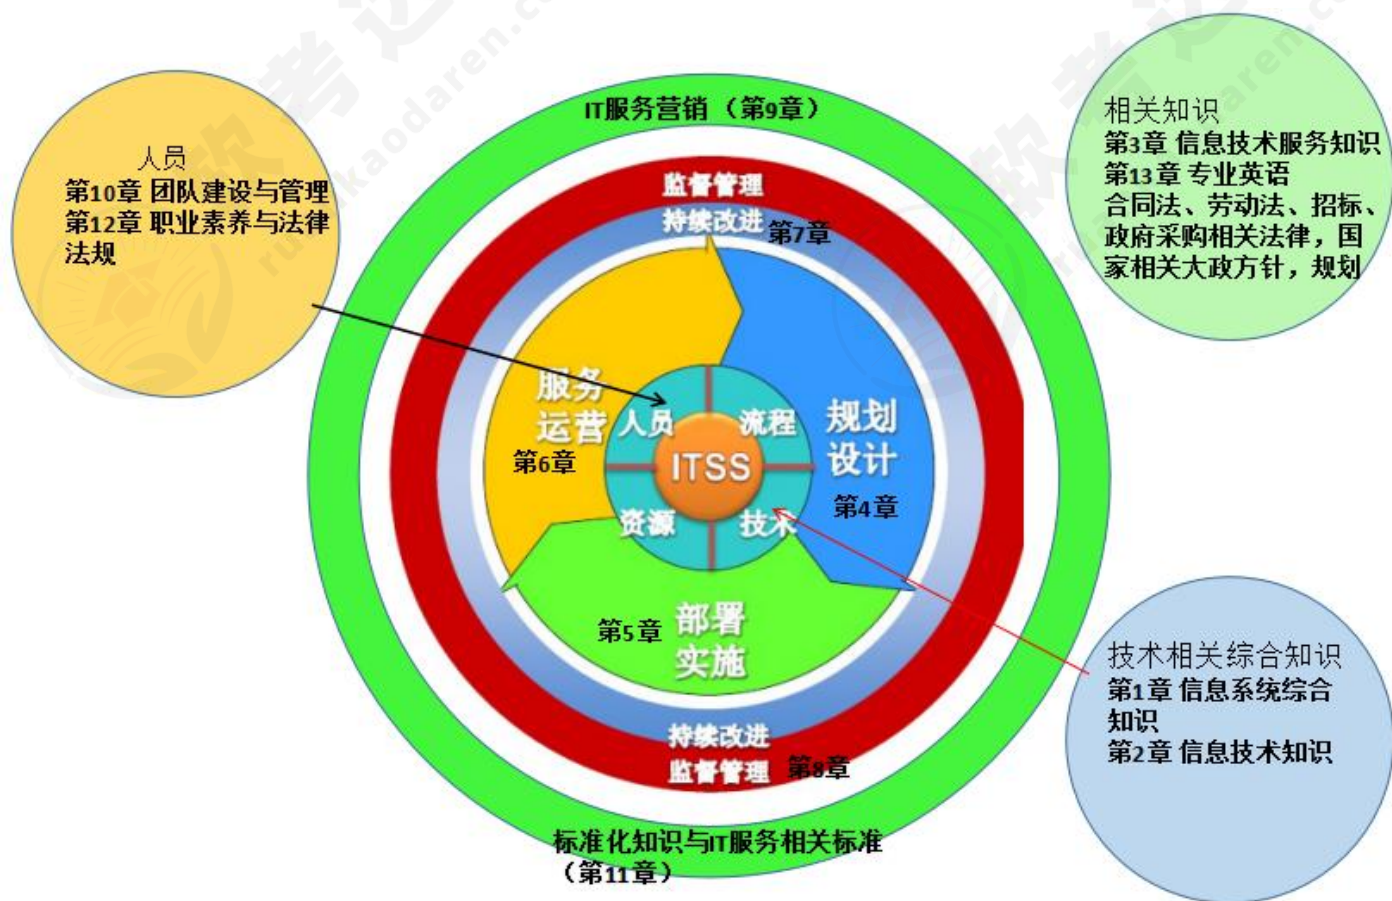 IT服务营销（第9章）
人员
第10章 团队建设与管理
第12章 职业素养与法律
法规
相关知识
第3章 信息技术服务知识
第13章 专业英语
合同法、劳动法、招标、
政府采购相关法律，国
家相关大政方针，规划
监督管理
持续改进
第7章
服务
运营
第6章
人员
流程
ITSS
资源
技术
规划
设计
第4章
第5章
部署
实施
持续改进
监督管理
第8章
标准化知识与IT服务相关标准
（第11章）
技术相关综合知识
第1章 信息系统综合
知识
第2章 信息技术知识
软考达人
ruankaodaren.com